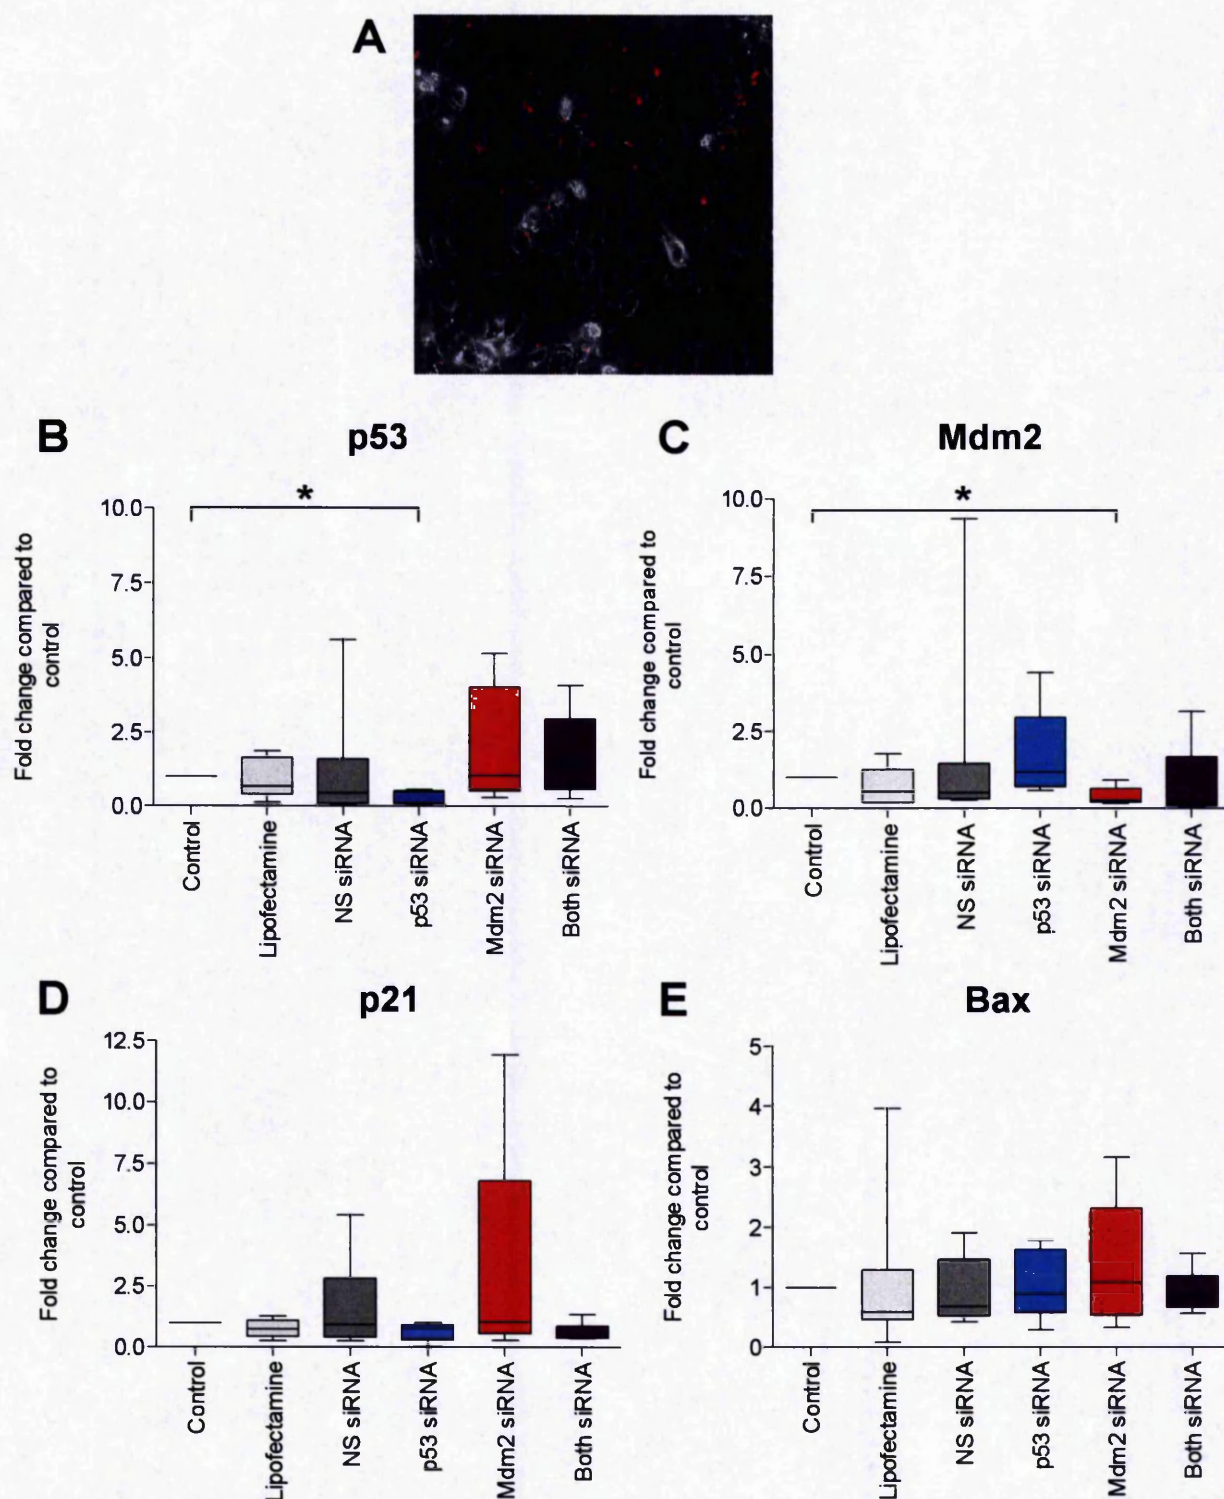 A
B
p53
*
10.0
7.5
5.0
2.5
0.0
Fold change compared to
control
Control
Lipofectamine
NS siRNA
p53 siRNA
Mdm2 siRNA
Both siRNA
C
Mdm2
*
10.0
7.5
5.0
2.5
0.0
Fold change compared to
control
Control
Lipofectamine
NS siRNA
p53 siRNA
Mdm2 siRNA
Both siRNA
D
p21
12.5
10.0
7.5
5.0
2.5
0.0
Fold change compared to
control
Control
Lipofectamine
NS siRNA
p53 siRNA
Mdm2 siRNA
Both siRNA
E
Bax
5
4
3
2
1
0
Fold change compared to
control
Control
Lipofectamine
NS siRNA
p53 siRNA
Mdm2 siRNA
Both siRNA